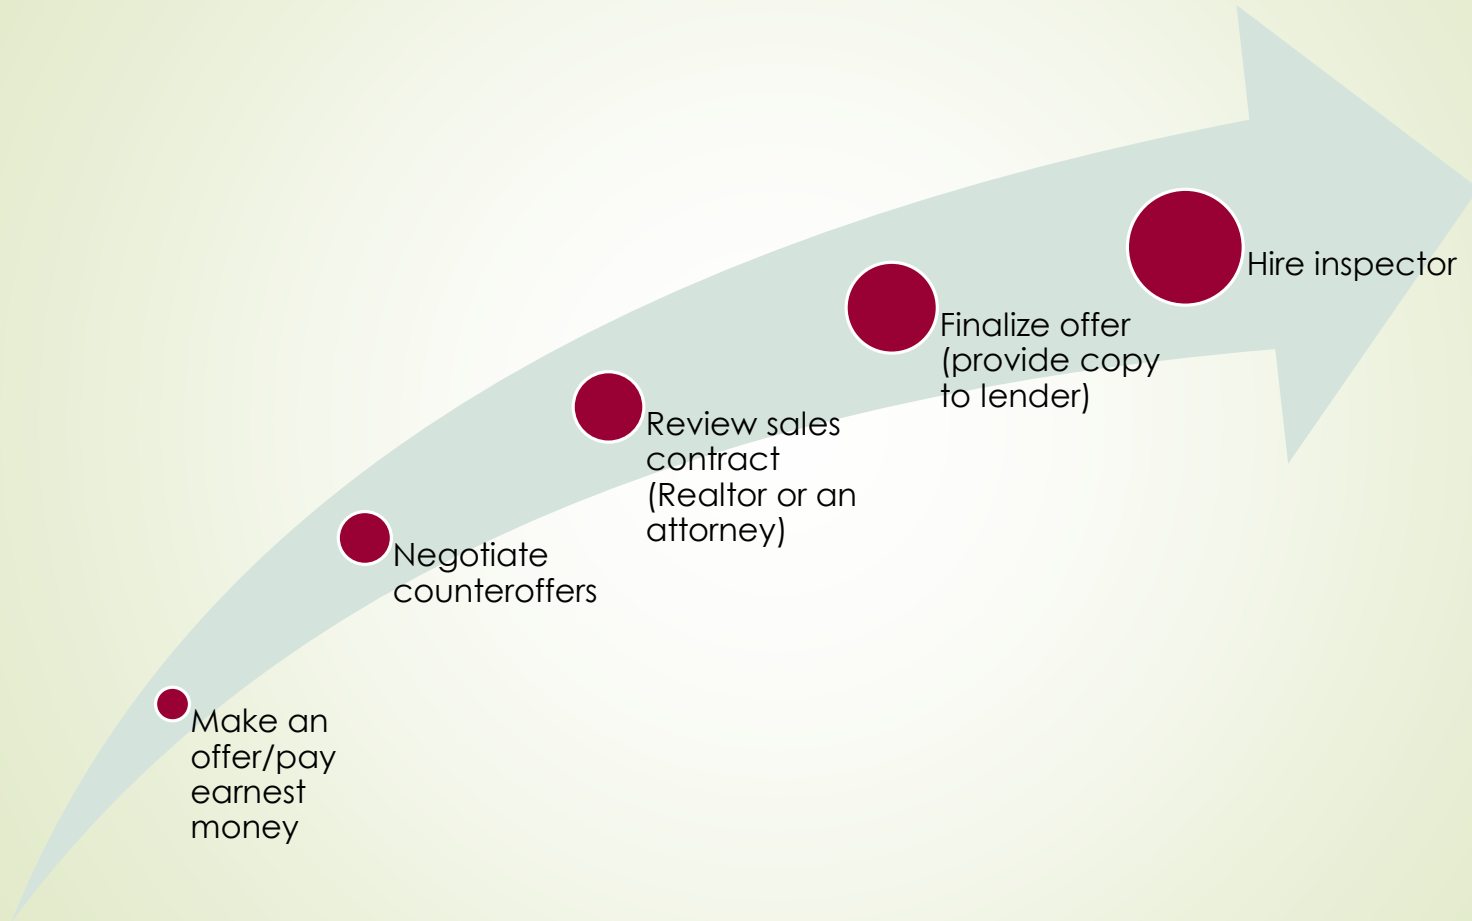 Make an
offer/pay
earnest
money
Negotiate
counteroffers
Review sales
contract
(Realtor or an
attorney)
Finalize offer
(provide copy
to lender)
Hire inspector